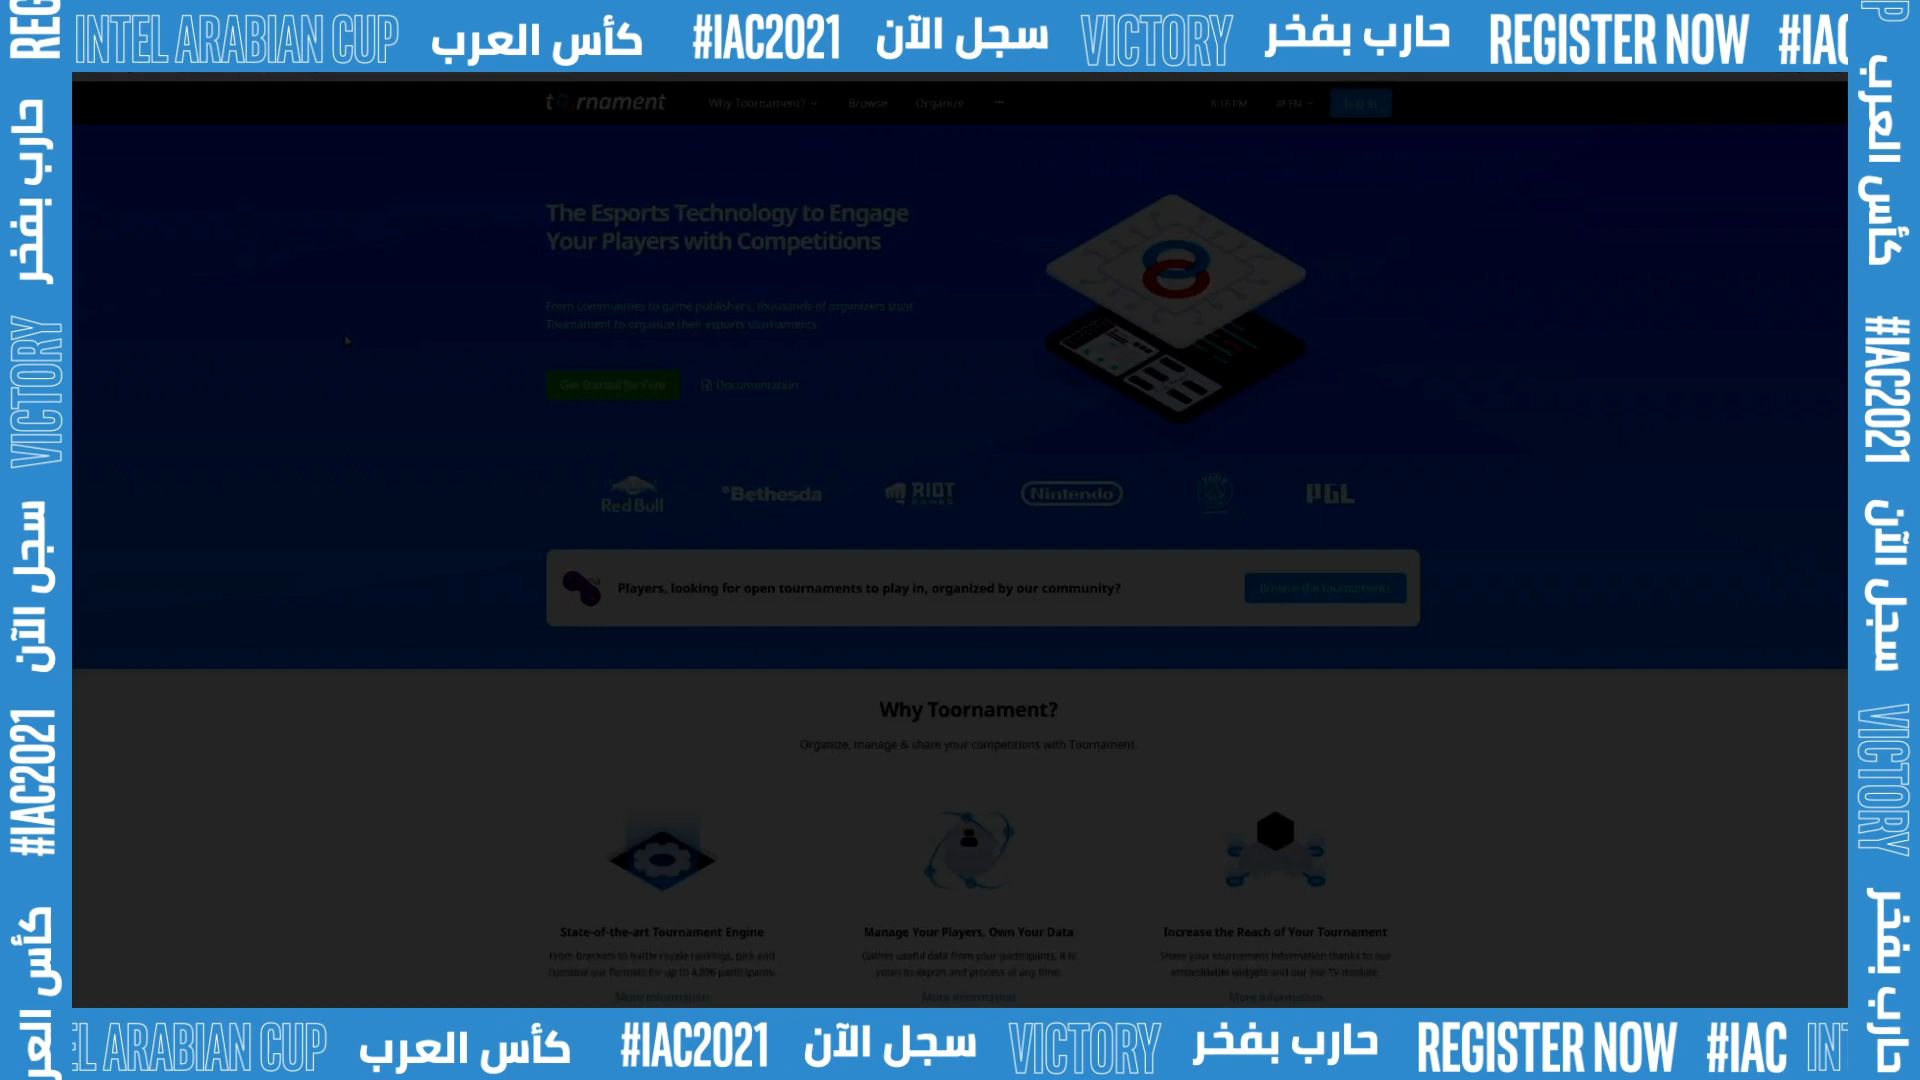 REG
INTEL ARABIAN CUP كأس العرب #IAC2021 سجل الآن VICTORY حارب بفخر REGISTER NOW #IAC
toornament Why Toornament? Browse Organize ··· EN Log In
The Esports Technology to Engage
Your Players with Competitions
From communities to game publishers, thousands of organizers trust
Toornament to organize their esports tournaments.
Get Started for Free Documentation
Red Bull Bethesda RIOT GAMES Nintendo PGL
Players, looking for open tournaments to play in, organized by our community? Browse the tournaments
Why Toornament?
Organize, manage & share your competitions with Toornament.
State-of-the-art Tournament Engine
From brackets to battle royale rankings, pick and
combine our formats for up to 4,096 participants.
More information
Manage Your Players, Own Your Data
Gather useful data from your participants, it is
yours to export and process at any time.
More information
Increase the Reach of Your Tournament
Share your tournament information thanks to our
embeddable widgets and our live TV module.
More information
حارب بفخر
VICTORY
سجل الآن
#IAC2021
كأس العر
P
كأس العرب
#IAC2021
سجل الآن
VICTORY
حارب بفخر
EL ARABIAN CUP كأس العرب #IAC2021 سجل الآن VICTORY حارب بفخر REGISTER NOW #IAC INT